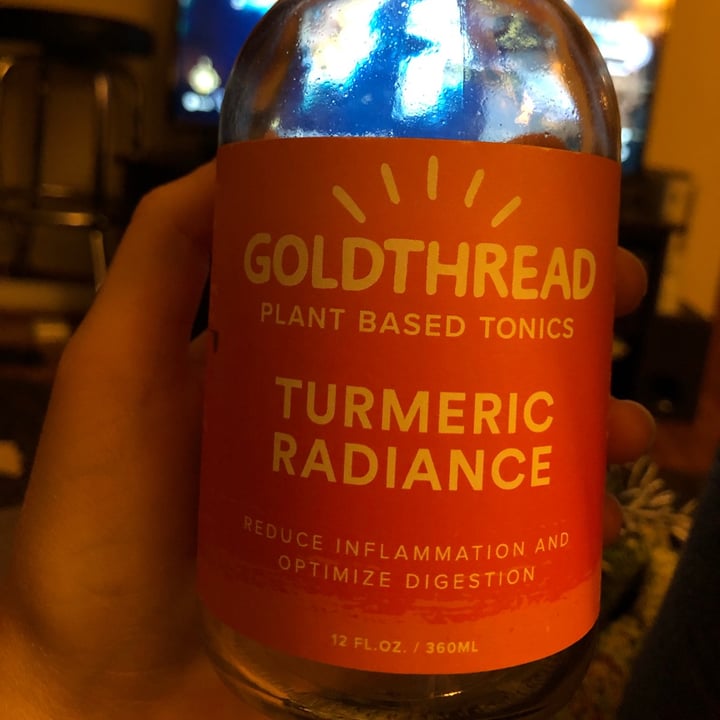 GOLDTHREAD
PLANT BASED TONICS
TURMERIC
RADIANCE
REDUCE INFLAMMATION AND
OPTIMIZE DIGESTION
12 FL.OZ. / 360ML